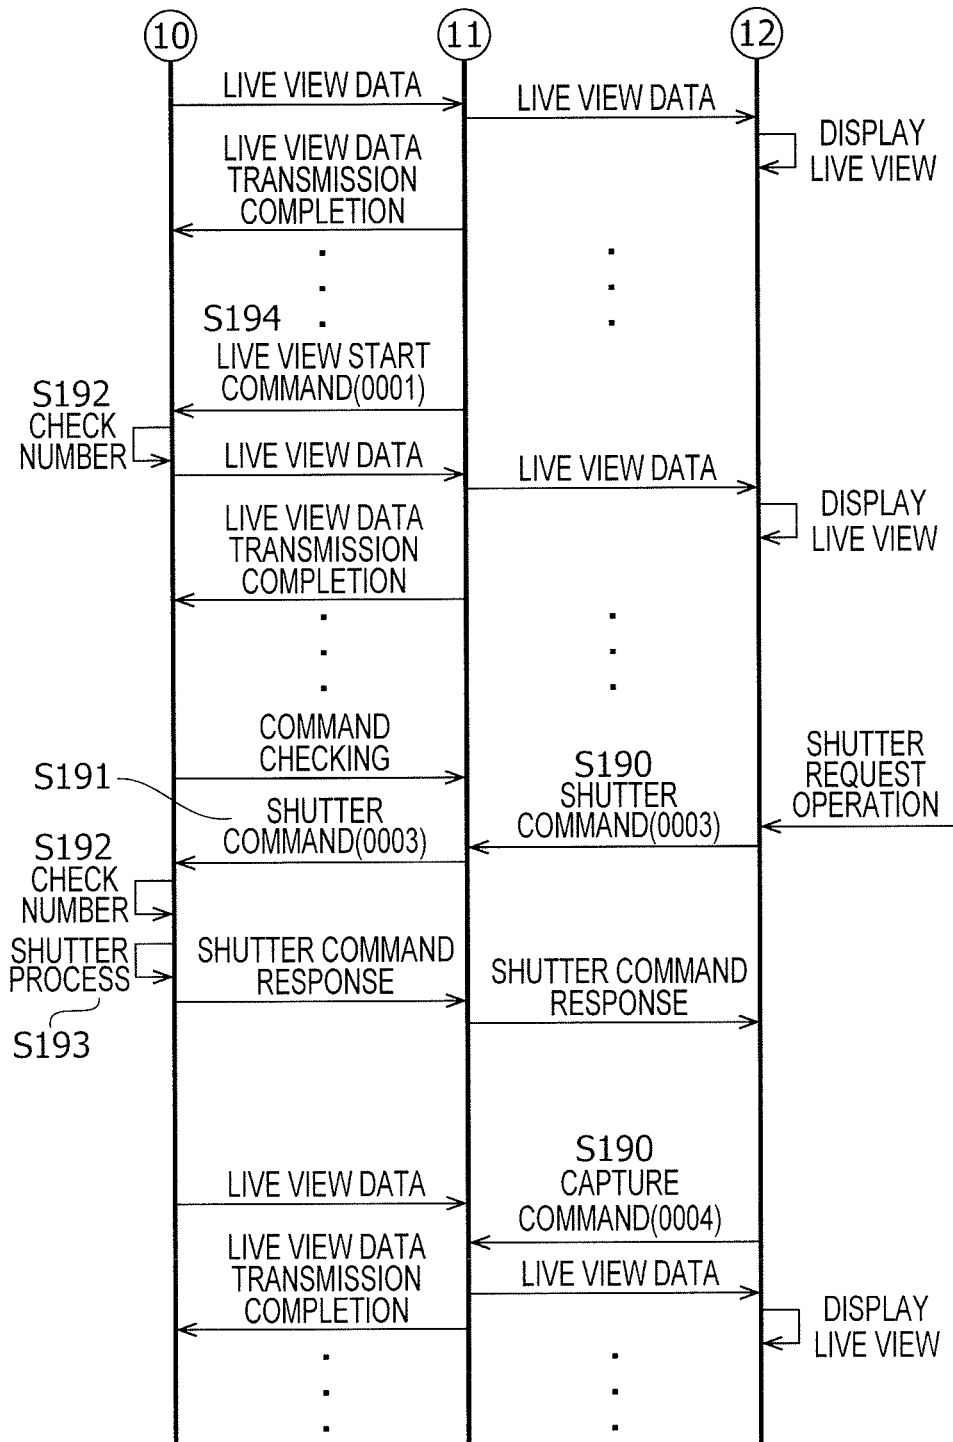 10
11
12
LIVE VIEW DATA
LIVE VIEW DATA
DISPLAY
LIVE VIEW
LIVE VIEW DATA
TRANSMISSION
COMPLETION
S194
LIVE VIEW START
COMMAND(0001)
S192
CHECK
NUMBER
LIVE VIEW DATA
LIVE VIEW DATA
DISPLAY
LIVE VIEW
LIVE VIEW DATA
TRANSMISSION
COMPLETION
COMMAND
CHECKING
SHUTTER
REQUEST
OPERATION
S190
SHUTTER
COMMAND(0003)
S191
SHUTTER
COMMAND(0003)
S192
CHECK
NUMBER
SHUTTER
PROCESS
S193
SHUTTER COMMAND
RESPONSE
SHUTTER COMMAND
RESPONSE
S190
CAPTURE
COMMAND(0004)
LIVE VIEW DATA
LIVE VIEW DATA
TRANSMISSION
COMPLETION
LIVE VIEW DATA
DISPLAY
LIVE VIEW